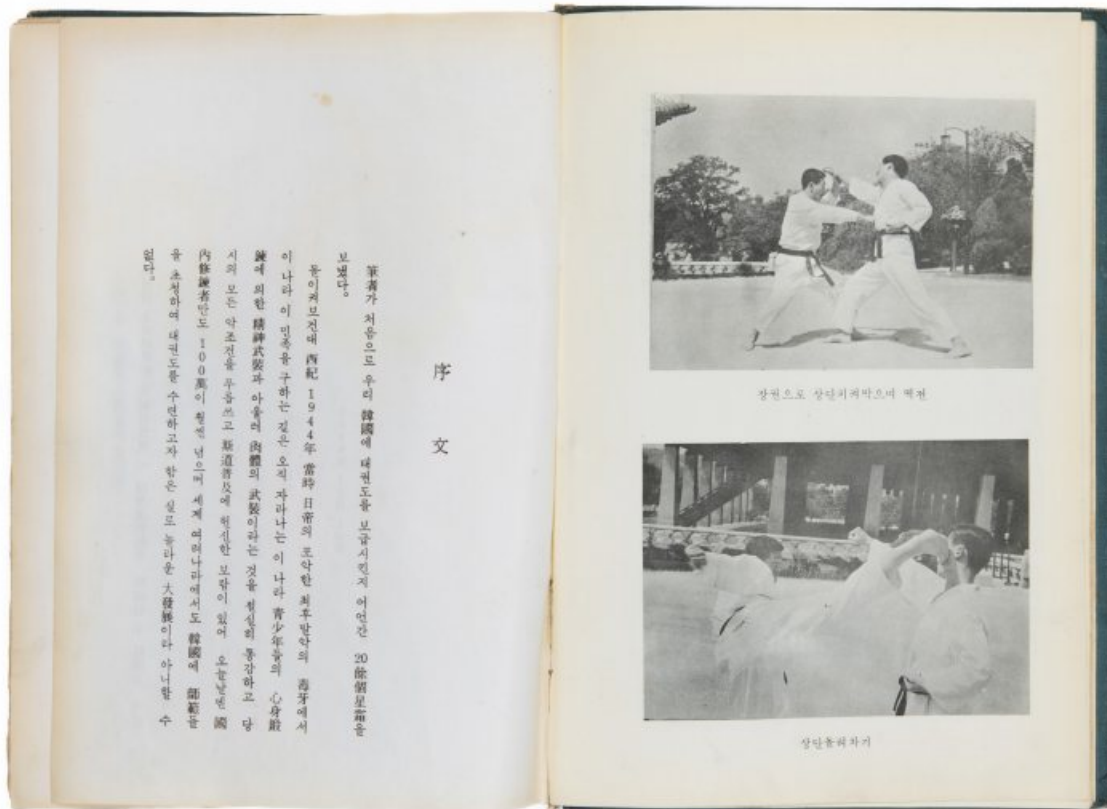 序文
筆者가 처음으로 우리 韓國에 태권도를 보급시킨지 어언간 20餘個星霜을
보냈다.
돌이켜보건대 西紀 1944年 當時 日帝의 포악한 최후발악의 毒牙에서
이 나라 이 민족을 구하는 길은 오직 자라나는 이 나라 靑少年들의 心身鍛
鍊에 의한 精神武裝과 아울러 肉體의 武裝이라는 것을 절실히 통감하고 당
시의 모든 악조건을 무릅쓰고 斯道普及에 헌신한 보람이 있어 오늘날엔 國
內修鍊者만도 100萬이 훨씬 넘으며 세계 여러나라에서도 韓國에 師範을
을 초청하여 태권도를 수련하고자 함은 실로 놀라운 大發展이라 아니할 수
없다.
장권으로 상단치켜막으며 역전
상단돌려차기